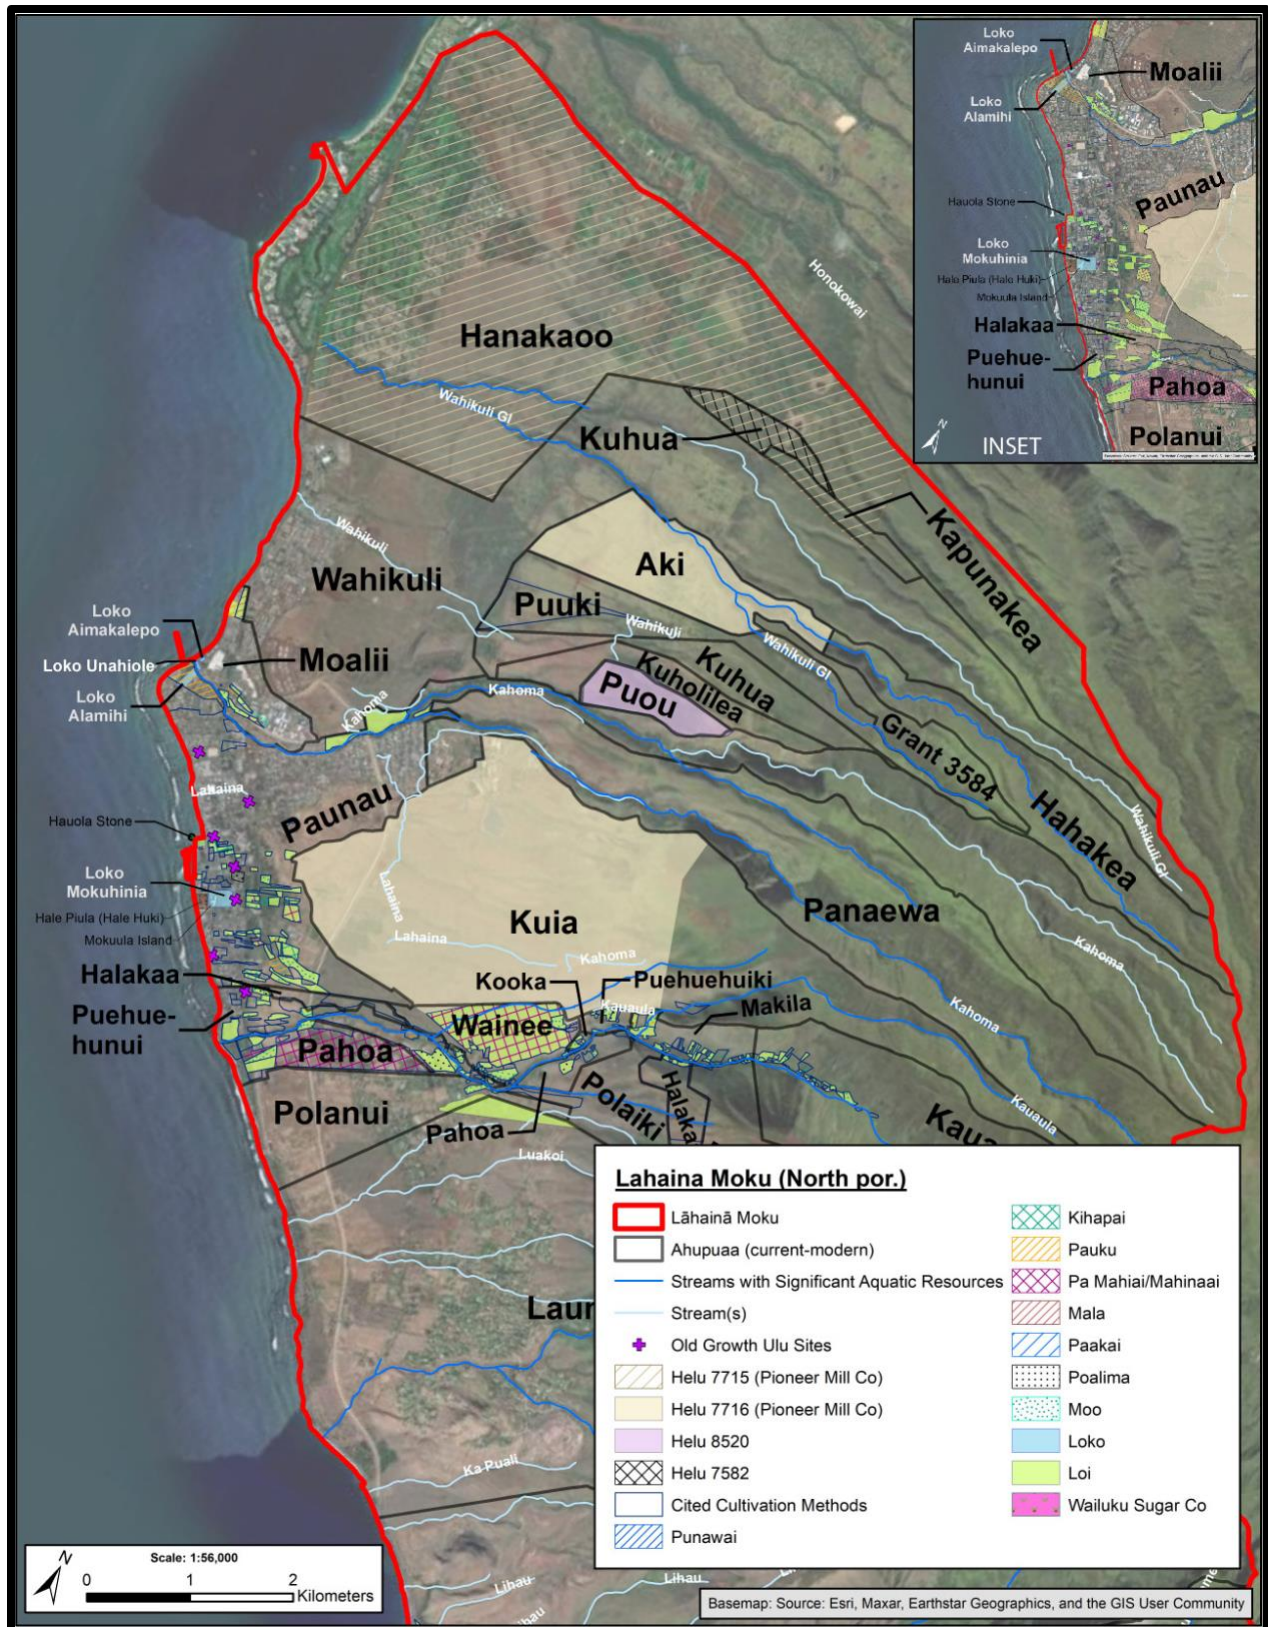 Loko
Aimakalepo
Moalii
Loko
Alamihi
Paunau
Hauola Stone
Loko
Mokuhinia
Hale Piula (Hale Huki)
Mokuula Island
Halakaa
Puehue-
hunui
Pahoa
Polanui
N
INSET
Honokowai
Hanakaoo
Wahikuli Gl
Kuhua
Kapunakea
Wahikuli
Aki
Wahikuli
Puuki
Wahikuli
Loko
Aimakalepo
Loko Unahiole
Moalii
Loko
Alamihi
Kahoma
Kahoma
Puou
Kuholilea
Kuhua
Wahikuli Gl
Grant 3584
Hahakea
Wahikuli Gl
Lahaina
Paunau
Hauola Stone
Loko
Mokuhinia
Hale Piula (Hale Huki)
Mokuula Island
Lahaina
Lahaina
Kuia
Kahoma
Panaewa
Kahoma
Kahoma
Halakaa
Puehue-
hunui
Kooka
Puehuehuiki
Kauaula
Makila
Wainee
Pahoa
Polanui
Pahoa
Polaiki
Halaka
Kauaula
Kaua
Luakoi
Laun
Ka Puali
Lihau
Lihau
Lahaina Moku (North por.)
Lāhainā Moku
Ahupuaa (current-modern)
Streams with Significant Aquatic Resources
Stream(s)
Old Growth Ulu Sites
Helu 7715 (Pioneer Mill Co)
Helu 7716 (Pioneer Mill Co)
Helu 8520
Helu 7582
Cited Cultivation Methods
Punawai
Kihapai
Pauku
Pa Mahiai/Mahinaai
Mala
Paakai
Poalima
Moo
Loko
Loi
Wailuku Sugar Co
N
Scale: 1:56,000
0 1 2
Kilometers
Basemap: Source: Esri, Maxar, Earthstar Geographics, and the GIS User Community